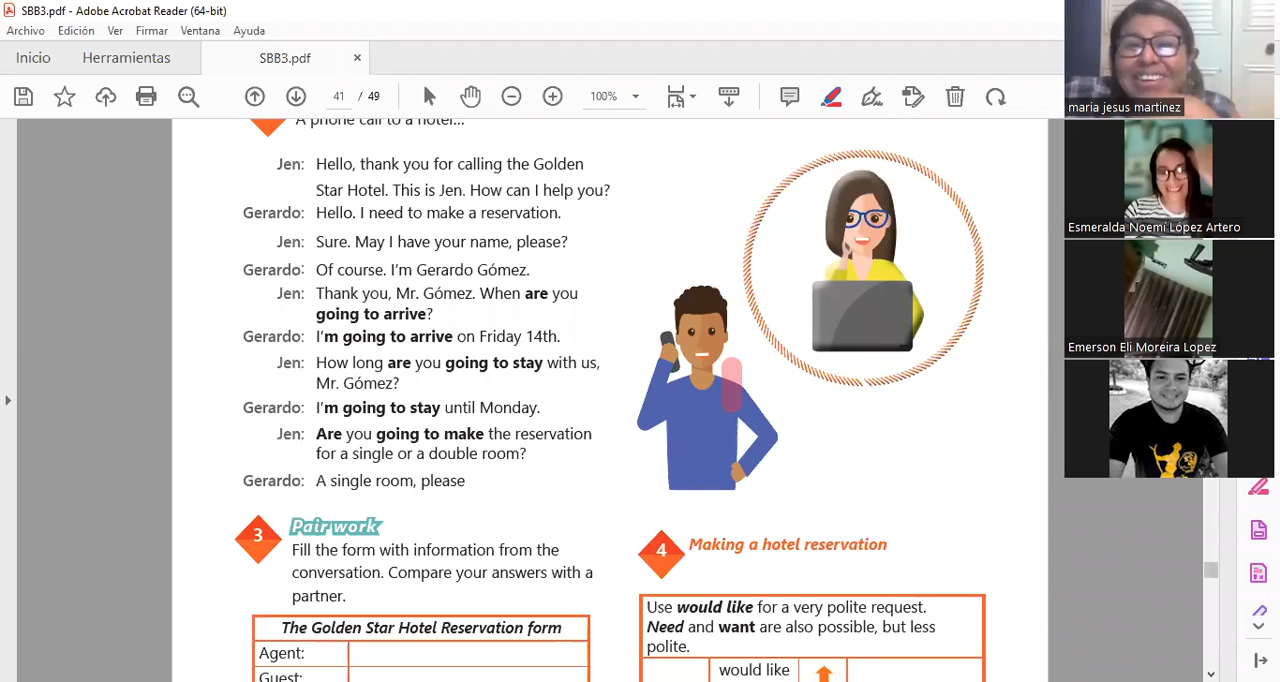 SBB3.pdf - Adobe Acrobat Reader (64-bit)
Archivo Edición Ver Firmar Ventana Ayuda
Inicio Herramientas SBB3.pdf ×
41 / 49 100%
A phone call to a hotel...
Jen: Hello, thank you for calling the Golden
Star Hotel. This is Jen. How can I help you?
Gerardo: Hello. I need to make a reservation.
Jen: Sure. May I have your name, please?
Gerardo: Of course. I'm Gerardo Gómez.
Jen: Thank you, Mr. Gómez. When are you
going to arrive?
Gerardo: I'm going to arrive on Friday 14th.
Jen: How long are you going to stay with us,
Mr. Gómez?
Gerardo: I'm going to stay until Monday.
Jen: Are you going to make the reservation
for a single or a double room?
Gerardo: A single room, please
3 Pair work
Fill the form with information from the
conversation. Compare your answers with a
partner.
The Golden Star Hotel Reservation form
Agent:
Guest:
4 Making a hotel reservation
Use would like for a very polite request.
Need and want are also possible, but less
polite.
would like
maria jesus martinez
Esmeralda Noemí López Artero
Emerson Eli Moreira Lopez